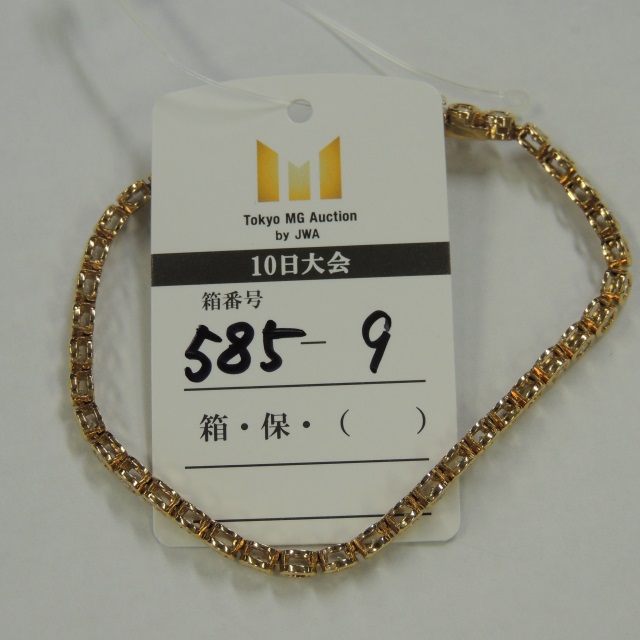 Tokyo MG Auction
by JWA
10日大会
箱番号
585-9
箱・保・(　　)